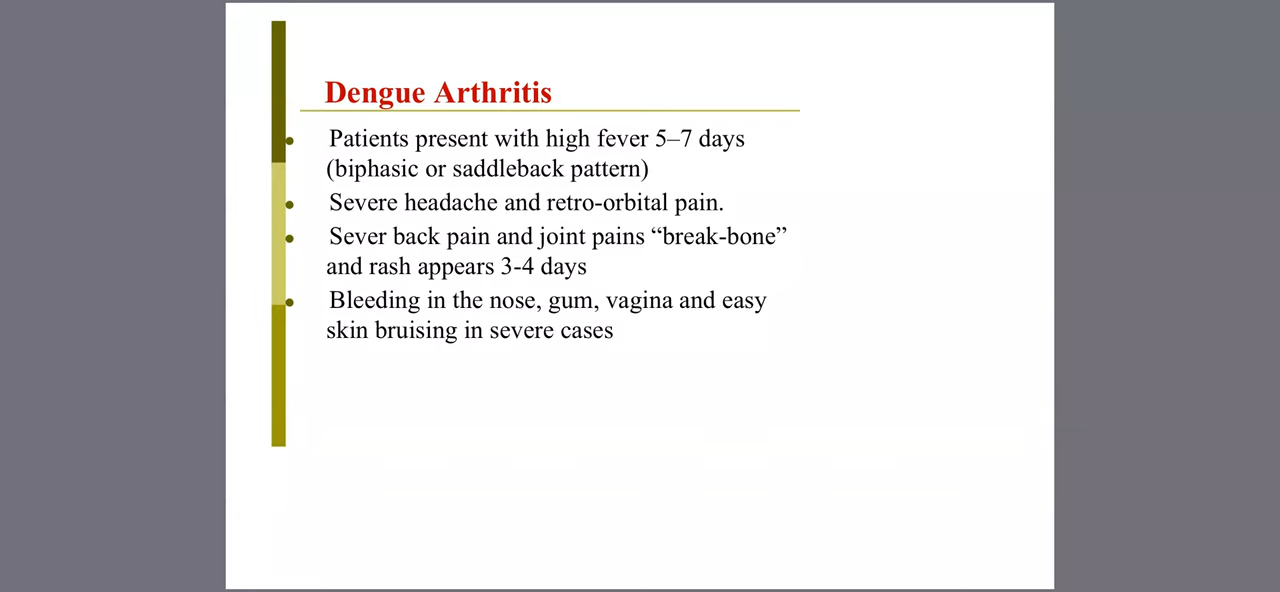 Dengue Arthritis
• Patients present with high fever 5–7 days
(biphasic or saddleback pattern)
• Severe headache and retro-orbital pain.
• Sever back pain and joint pains “break-bone”
and rash appears 3-4 days
• Bleeding in the nose, gum, vagina and easy
skin bruising in severe cases